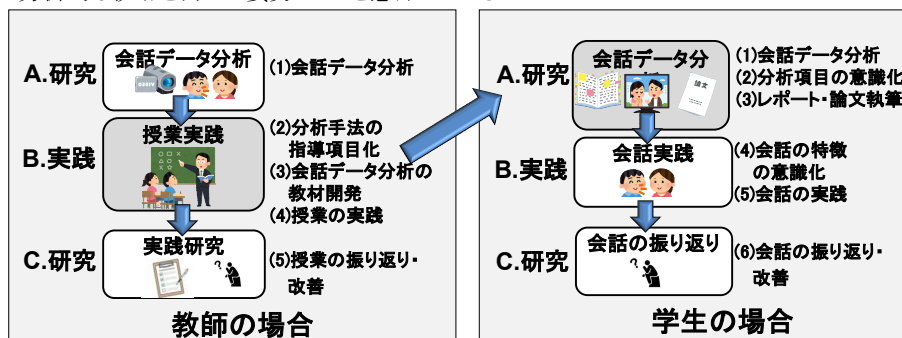 会話データ分析
A.研究
(1)会話データ分析
授業実践
B.実践
(2)分析手法の
指導項目化
(3)会話データ分析の
教材開発
(4)授業の実践
実践研究
C.研究
(5)授業の振り返り・
改善
教師の場合
会話データ分
A.研究
(1)会話データ分析
(2)分析項目の意識化
(3)レポート・論文執筆
論文
B.実践
会話実践
(4)会話の特徴
の意識化
(5)会話の実践
会話の振り返り
C.研究
(6)会話の振り返り・
改善
学生の場合